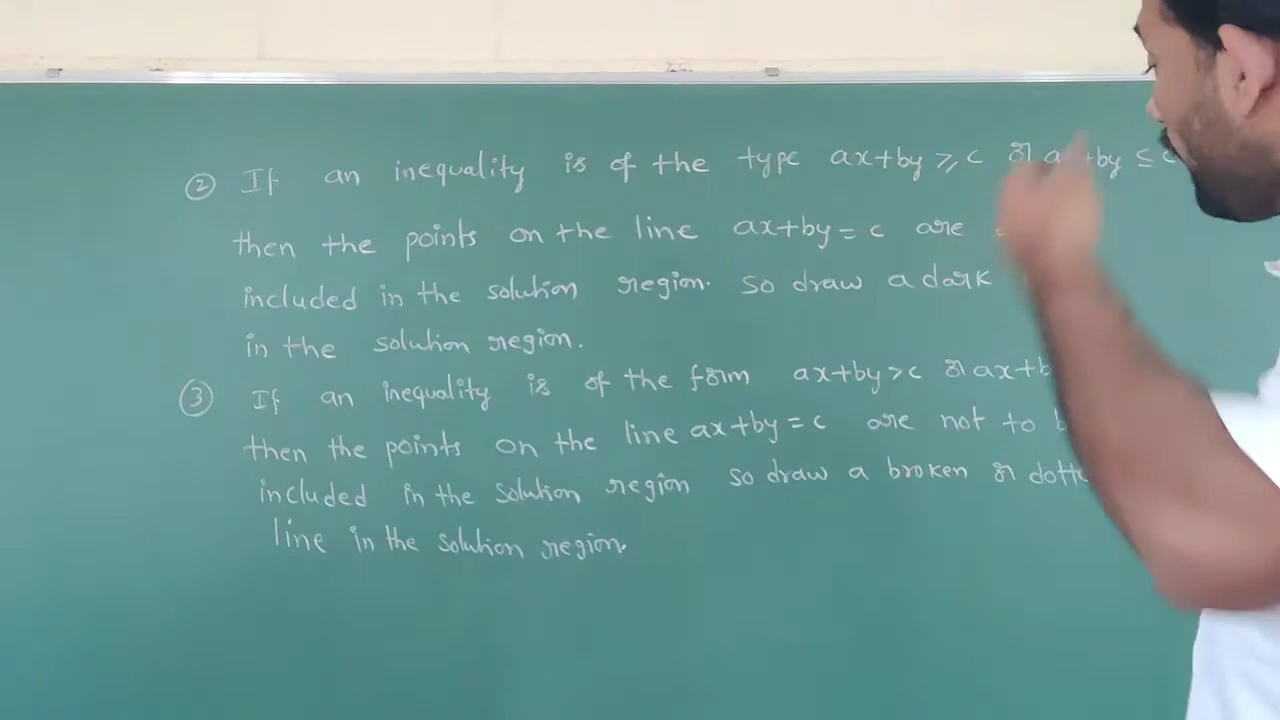 ② If an inequality is of the type ax+by ≥ c or ax+by ≤ c
then the points on the line ax+by = c are
included in the solution region. so draw a dark
in the solution region.
③ If an inequality is of the form ax+by>c or ax+b
then the points on the line ax+by = c are not to
included in the solution region so draw a broken or
line in the solution region.